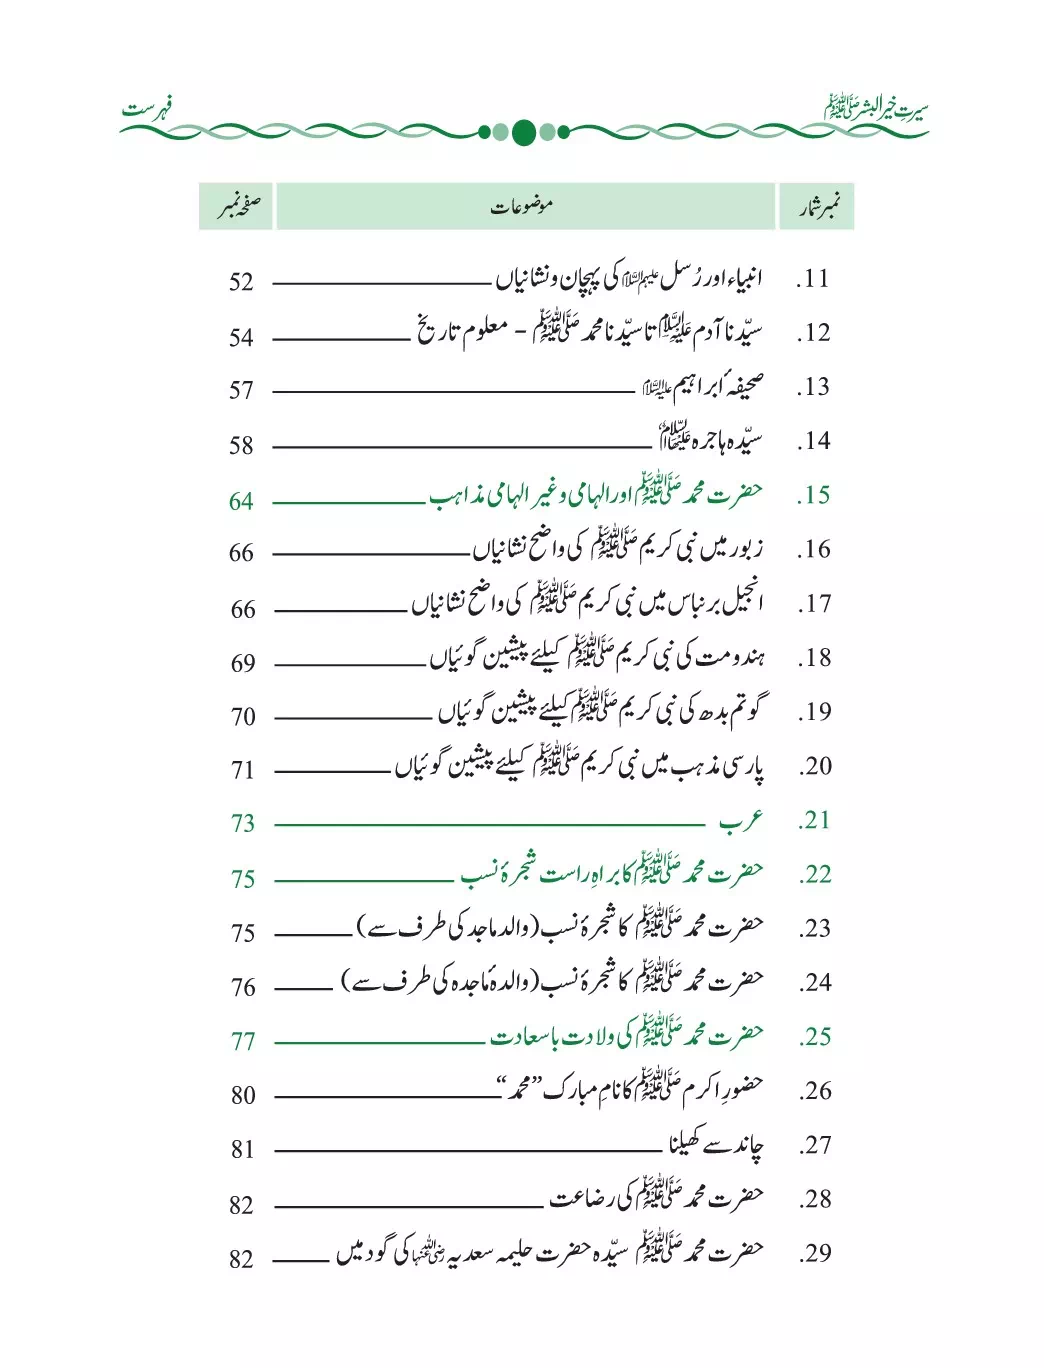 سیرتِ خیر البشر ﷺ فہرست
نمبر شمار موضوعات صفحہ نمبر
11. انبیاء اور رُسل علیہم السلام کی پہچان و نشانیاں 52
12. سیّدنا آدم علیہ السلام تا سیّدنا محمد ﷺ - معلوم تاریخ 54
13. صحیفۂ ابراہیم علیہ السلام 57
14. سیّدہ ہاجرہ علیہا السلام 58
15. حضرت محمد ﷺ اور الہامی و غیر الہامی مذاہب 64
16. زبور میں نبی کریم ﷺ کی واضح نشانیاں 66
17. انجیل برنباس میں نبی کریم ﷺ کی واضح نشانیاں 66
18. ہندومت کی نبی کریم ﷺ کیلئے پیشین گوئیاں 69
19. گوتم بدھ کی نبی کریم ﷺ کیلئے پیشین گوئیاں 70
20. پارسی مذہب میں نبی کریم ﷺ کیلئے پیشین گوئیاں 71
21. عرب 73
22. حضرت محمد ﷺ کا براہِ راست شجرۂ نسب 75
23. حضرت محمد ﷺ کا شجرۂ نسب (والد ماجد کی طرف سے) 75
24. حضرت محمد ﷺ کا شجرۂ نسب (والدہ ماجدہ کی طرف سے) 76
25. حضرت محمد ﷺ کی ولادت باسعادت 77
26. حضورِ اکرم ﷺ کا نامِ مبارک ”محمد“ 80
27. چاند سے کھیلنا 81
28. حضرت محمد ﷺ کی رضاعت 82
29. حضرت محمد ﷺ سیّدہ حضرت حلیمہ سعدیہ رضی اللہ عنہا کی گود میں 82